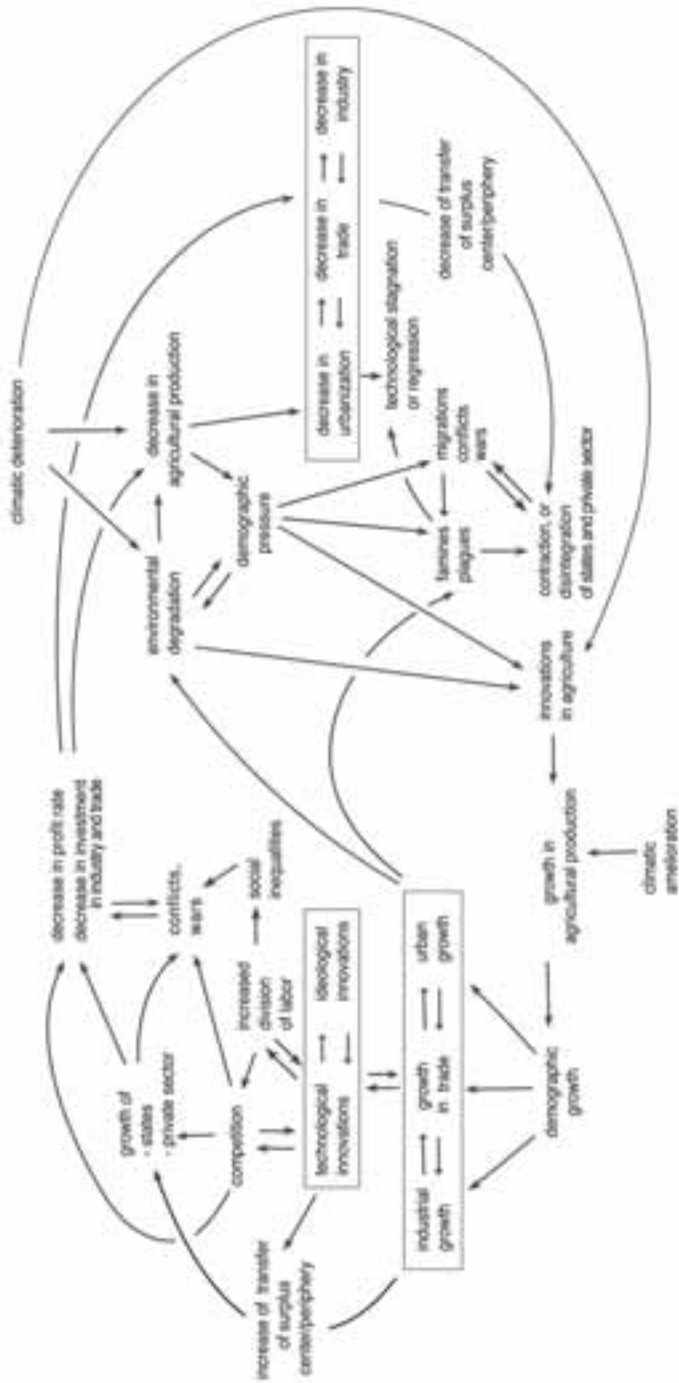 climatic deterioration
decrease in profit rate
decrease in investment
in industry and trade
growth of
- states
- private sector
conflicts,
wars
environmental
degradation
decrease in
agricultural production
competition
increased
division
of labor
social
inequalities
demographic
pressure
increase of transfer
of surplus
center/periphery
technological
innovations
ideological
innovations
decrease in
urbanization
decrease in
trade
decrease in
industry
technological stagnation
or regression
industrial
growth
growth
in trade
urban
growth
famines
plagues
migrations
conflicts
wars
decrease of transfer
of surplus
center/periphery
demographic
growth
growth in
agricultural production
innovations
in agriculture
contraction, or
disintegration
of states and private sector
climatic
amelioration